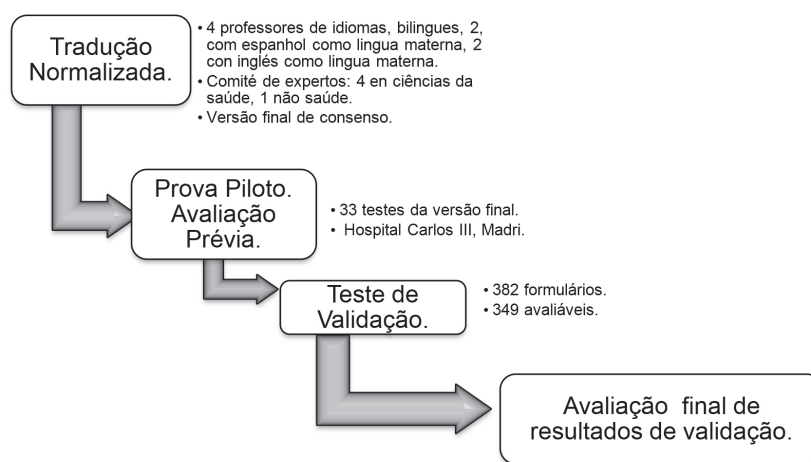 Tradução
Normalizada.
• 4 professores de idiomas, bilingues, 2,
com espanhol como lingua materna, 2
con inglés como lingua materna.
• Comité de expertos: 4 en ciências da
saúde, 1 não saúde.
• Versão final de consenso.
Prova Piloto.
Avaliação
Prévia.
• 33 testes da versão final.
• Hospital Carlos III, Madri.
Teste de
Validação.
• 382 formulários.
• 349 avaliáveis.
Avaliação final de
resultados de validação.